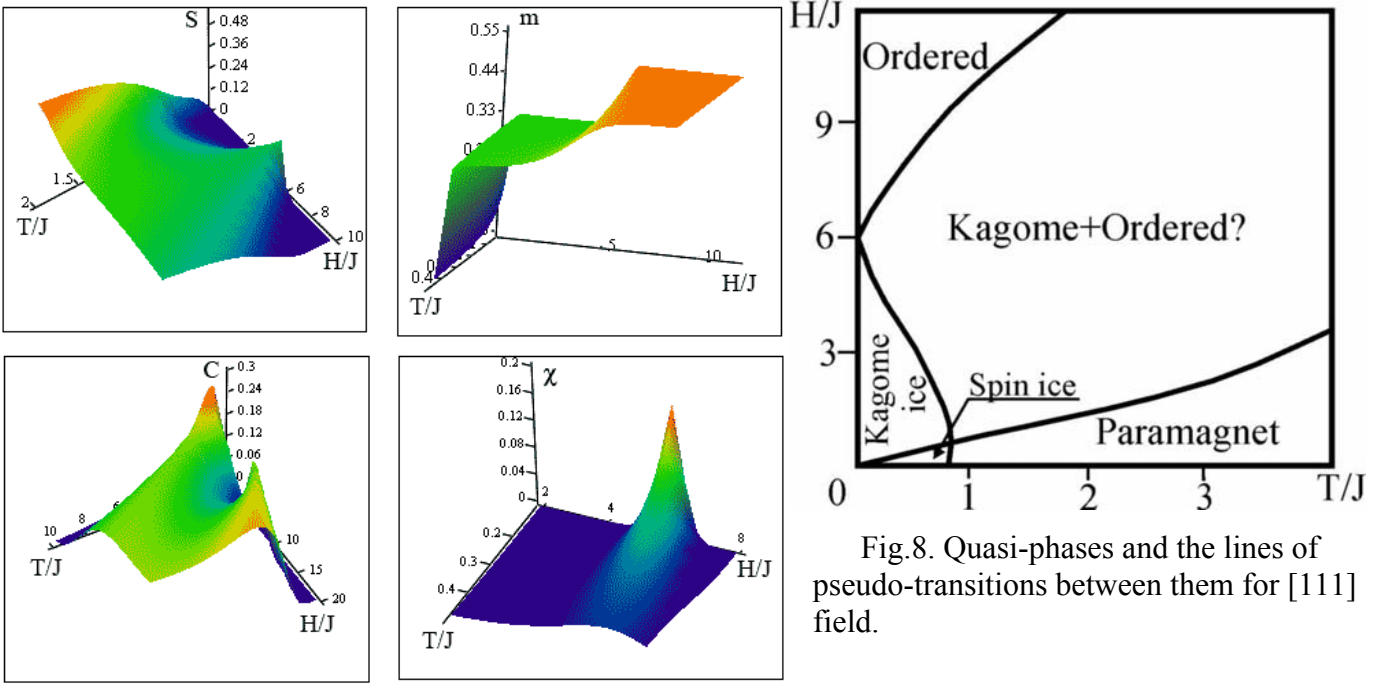 S
0.48
0.36
0.24
0.12
0
2
1.5
2
6
8
10
T/J
H/J
m
0.55
0.44
0.33
0.4
5
10
T/J
H/J
C
0.3
0.24
0.18
0.12
0.06
0
6
8
10
T/J
10
15
20
H/J
χ
0.2
0.16
0.12
0.08
0.04
0
2
4
8
0.2
0.3
0.4
T/J
H/J
H/J
Ordered
9
Kagome+Ordered?
6
3
Kagome
ice
Spin ice
Paramagnet
0
1
2
3
T/J
Fig.8. Quasi-phases and the lines of
pseudo-transitions between them for [111]
field.